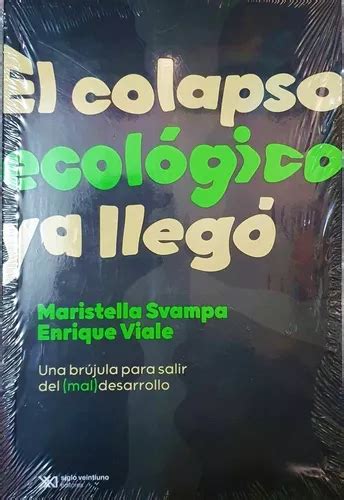 El colapso
ecológico
ya llegó
Maristella Svampa
Enrique Viale
Una brújula para salir
del (mal)desarrollo
siglo veintiuno
editores